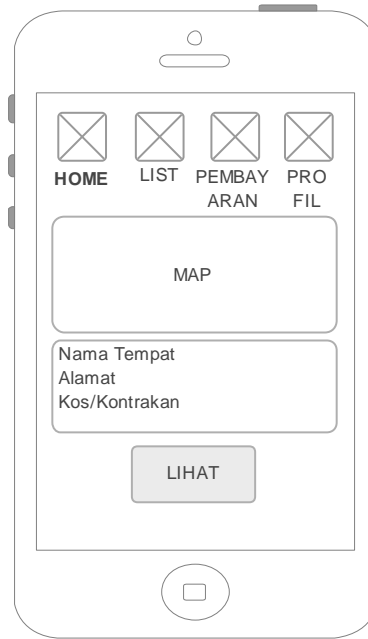 HOME
LIST
PEMBAY
ARAN
PRO
FIL
MAP
Nama Tempat
Alamat
Kos/Kontrakan
LIHAT